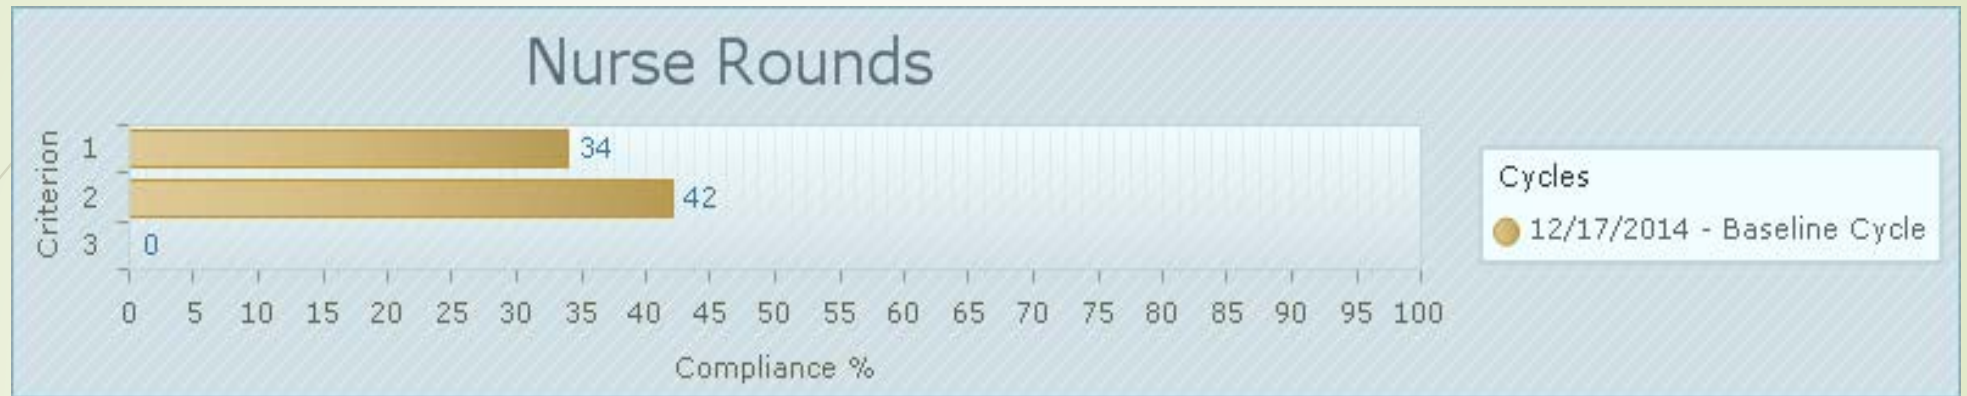 Nurse Rounds
Criterion
1
34
2
42
3
0
0 5 10 15 20 25 30 35 40 45 50 55 60 65 70 75 80 85 90 95 100
Compliance %
Cycles
12/17/2014 - Baseline Cycle